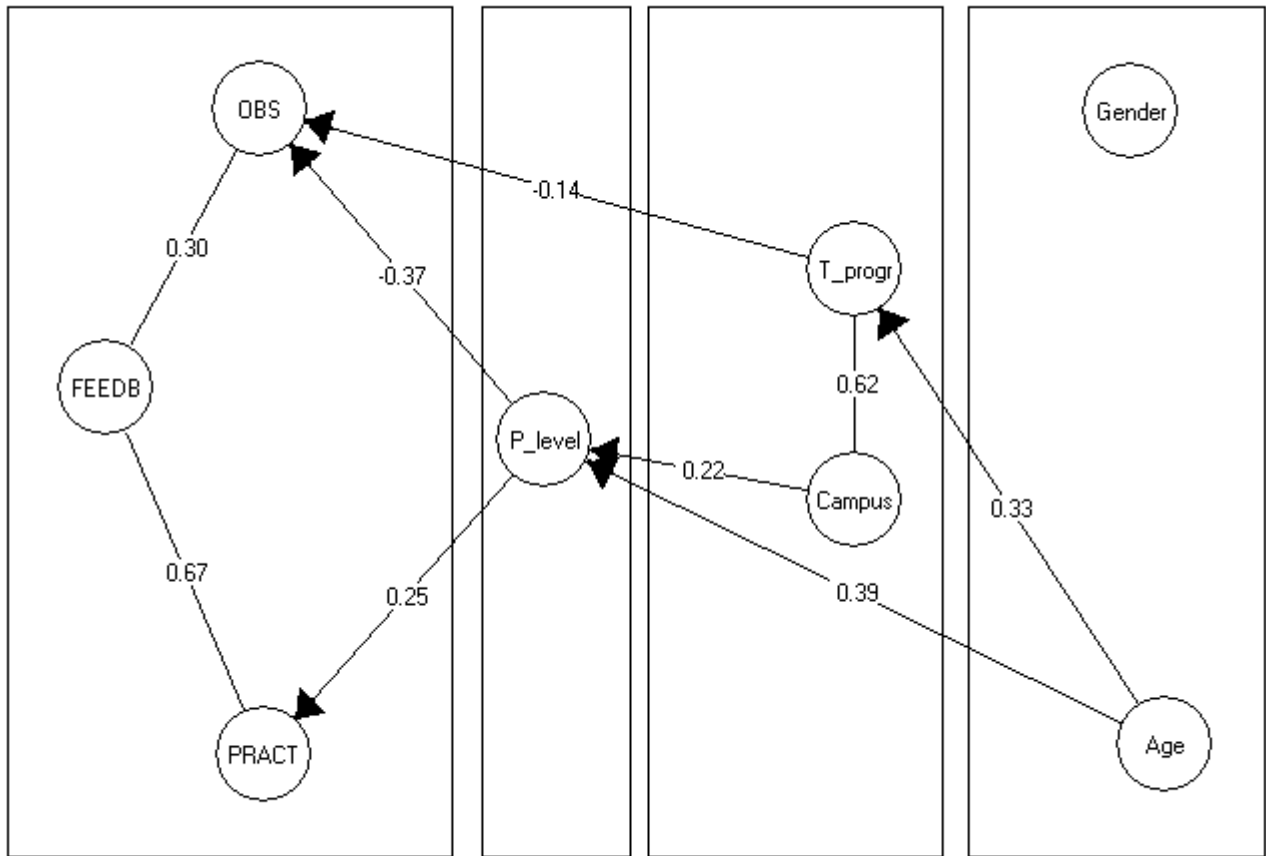 OBS
Gender
-0.14
0.30
-0.37
T_progr
FEEDB
0.62
P_level
0.22
Campus
0.33
0.67
0.25
0.39
PRACT
Age